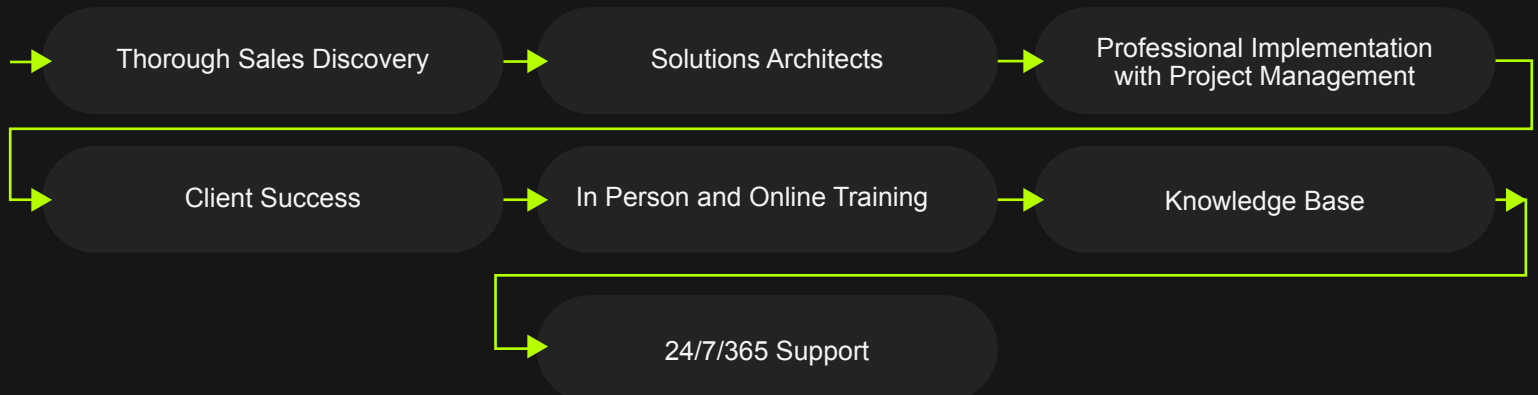 Thorough Sales Discovery
Solutions Architects
Professional Implementation
with Project Management
Client Success
In Person and Online Training
Knowledge Base
24/7/365 Support